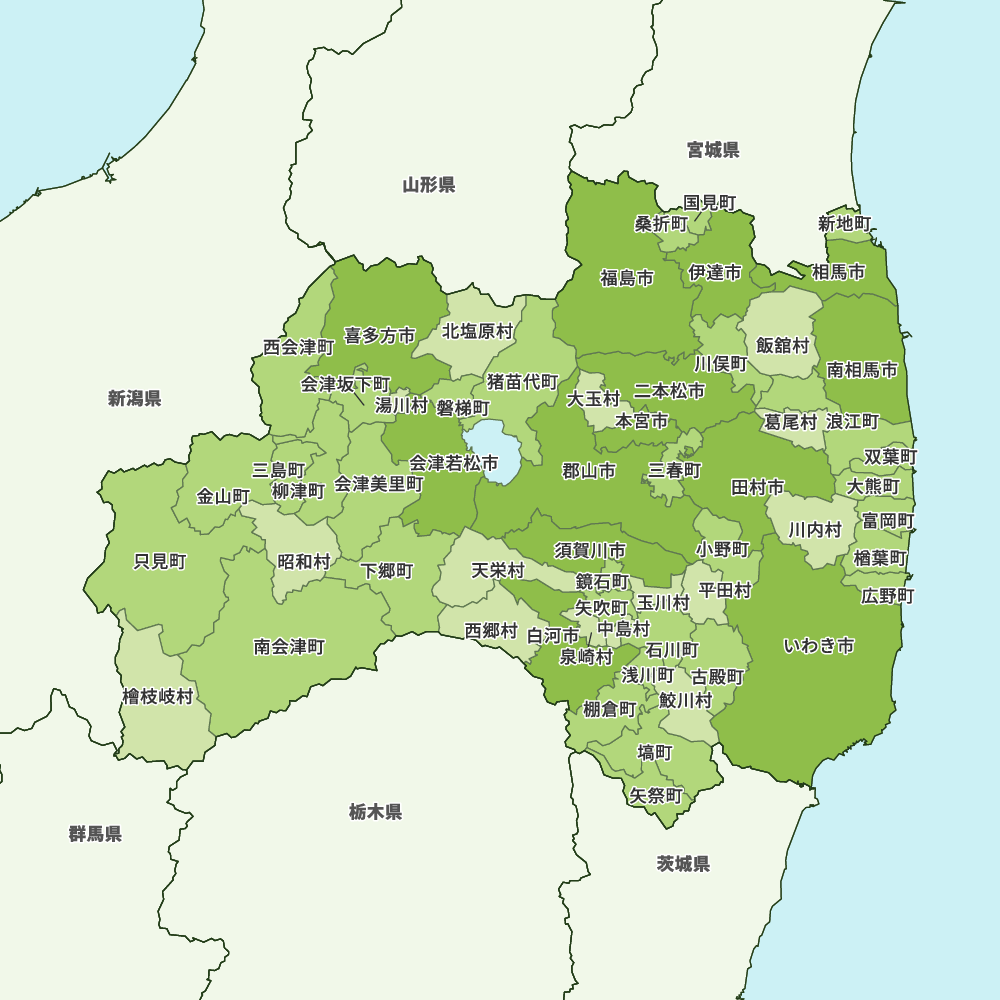 宮城県
山形県
国見町
桑折町
新地町
福島市
伊達市
相馬市
喜多方市
北塩原村
西会津町
飯舘村
川俣町
南相馬市
会津坂下町
猪苗代町
二本松市
新潟県
大玉村
湯川村
磐梯町
本宮市
葛尾村
浪江町
双葉町
会津若松市
三島町
郡山市
三春町
会津美里町
柳津町
田村市
大熊町
金山町
富岡町
川内村
須賀川市
小野町
楢葉町
只見町
昭和村
下郷町
天栄村
鏡石町
平田村
広野町
玉川村
矢吹町
中島村
西郷村
白河市
いわき市
南会津町
石川町
泉崎村
浅川町
古殿町
檜枝岐村
鮫川村
棚倉町
塙町
矢祭町
栃木県
群馬県
茨城県